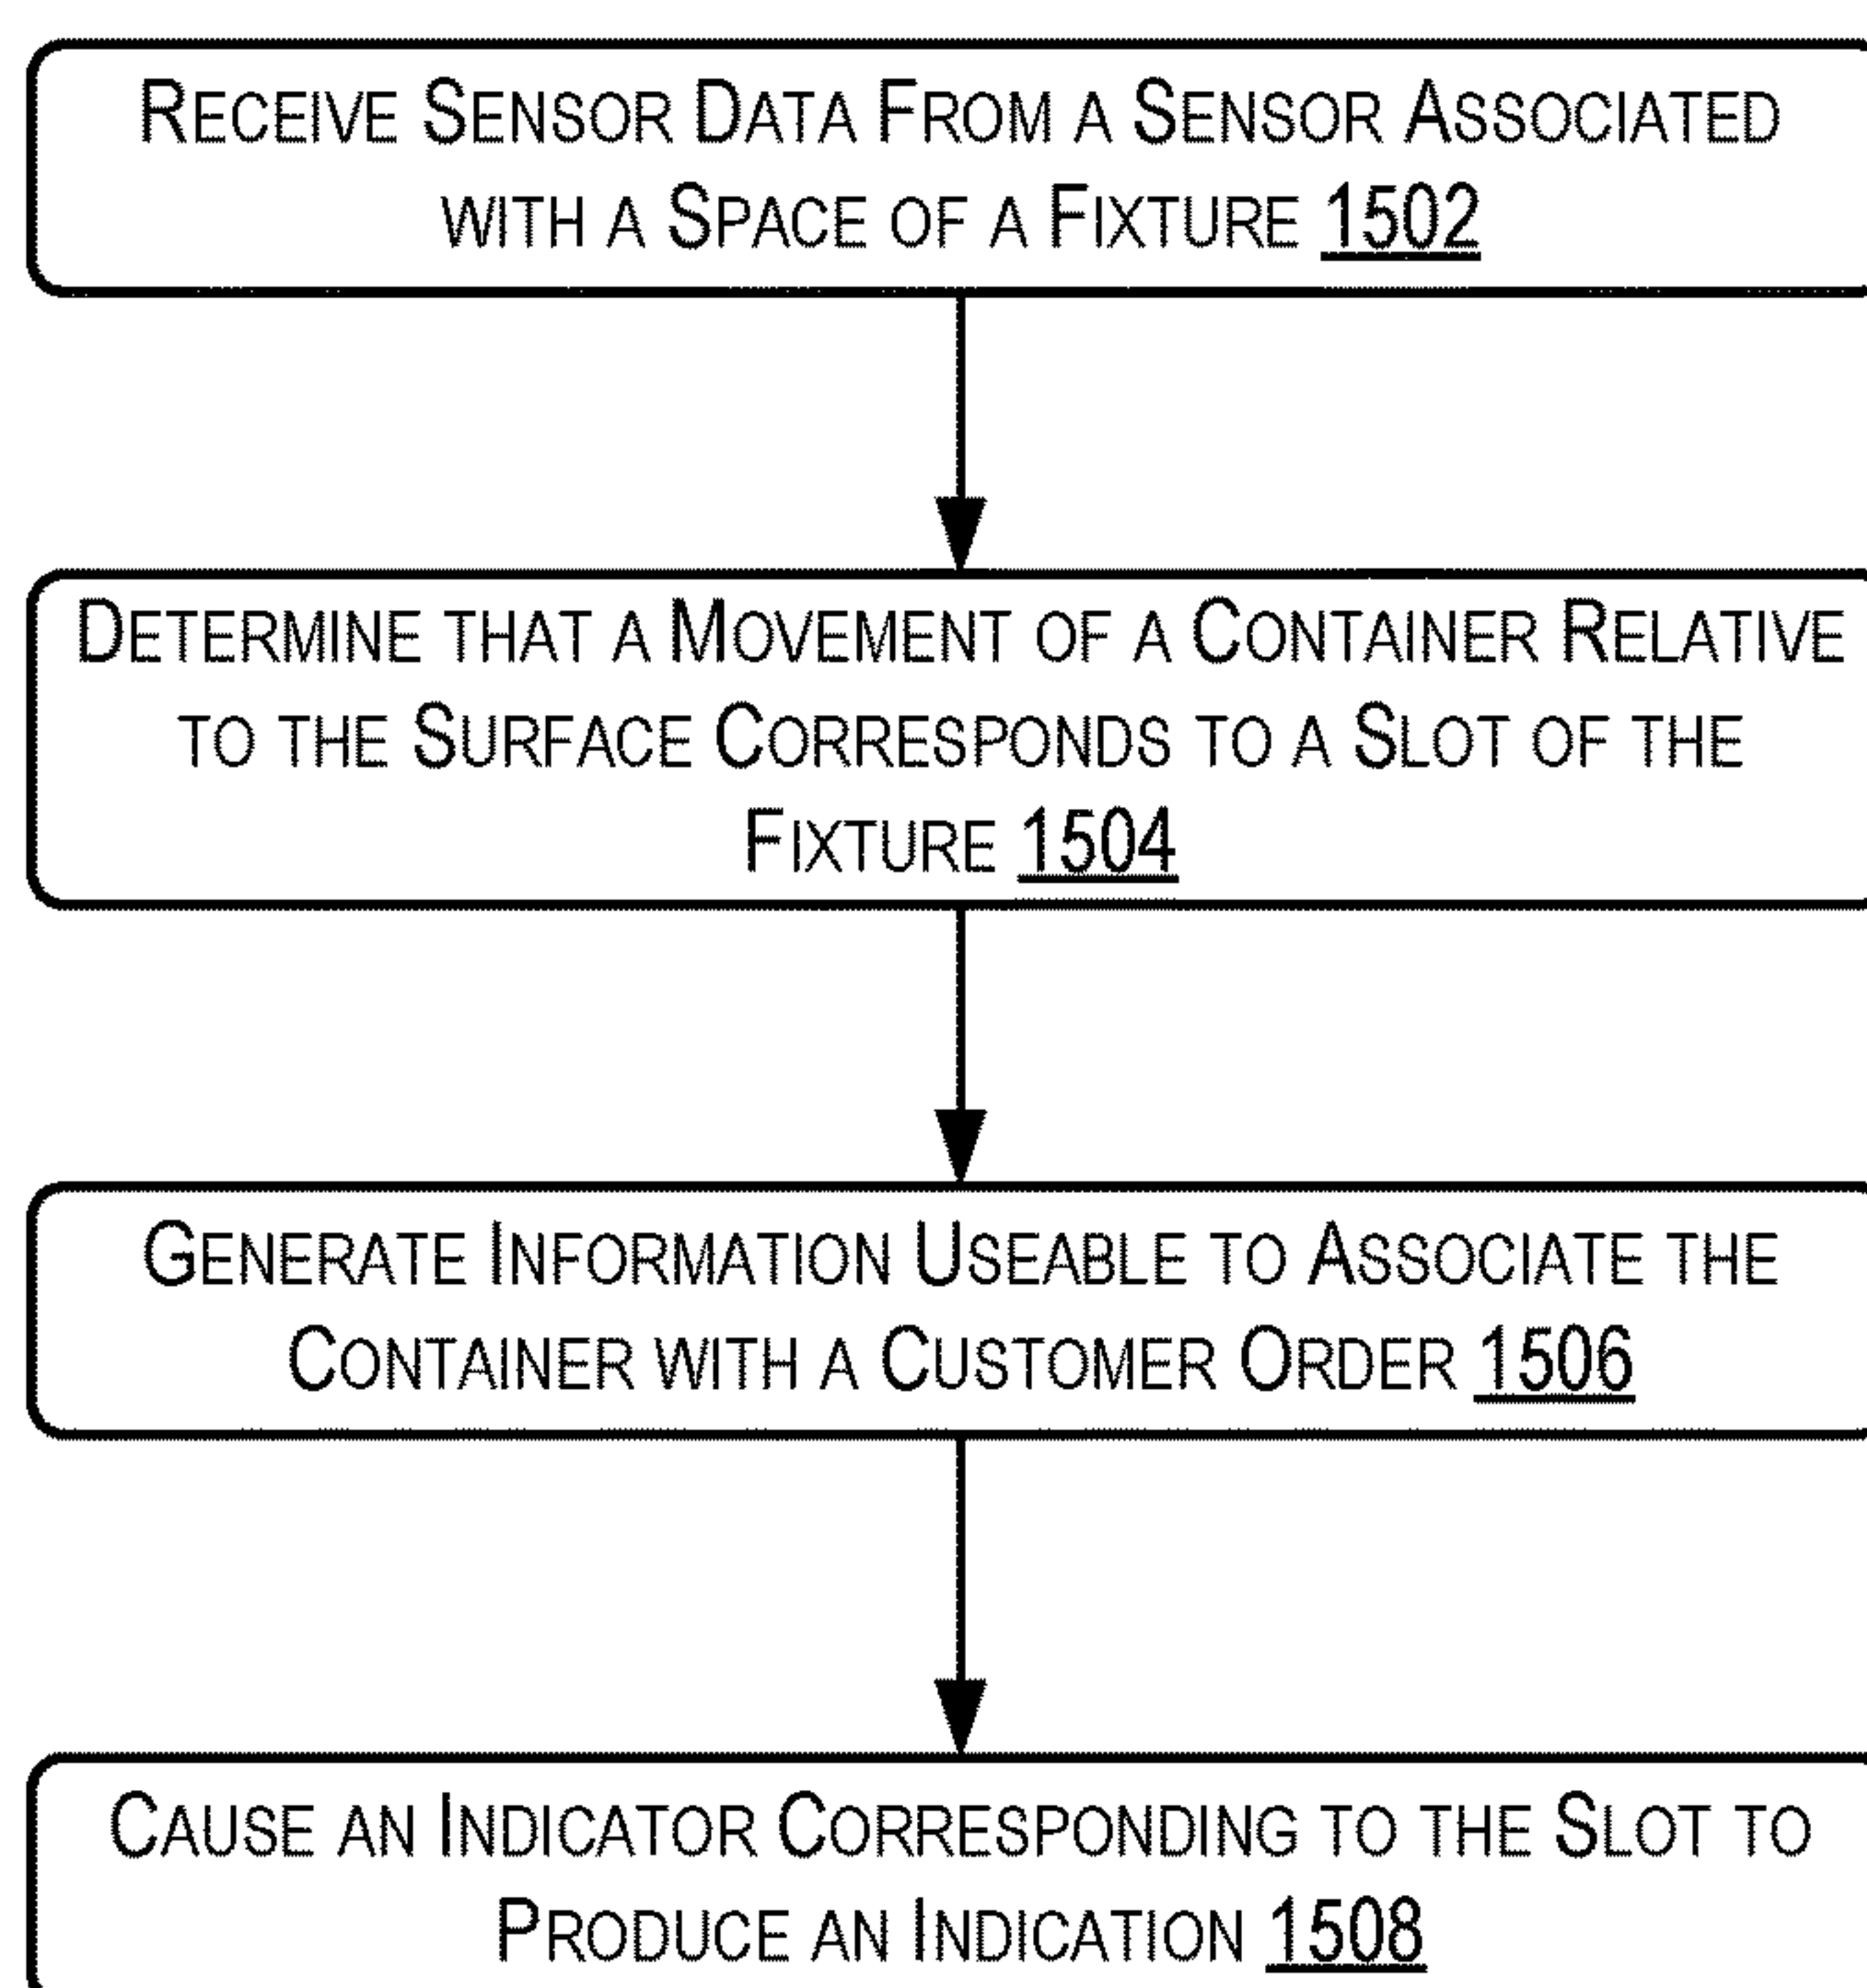 RECEIVE SENSOR DATA FROM A SENSOR ASSOCIATED
WITH A SPACE OF A FIXTURE 1502
DETERMINE THAT A MOVEMENT OF A CONTAINER RELATIVE
TO THE SURFACE CORRESPONDS TO A SLOT OF THE
FIXTURE 1504
GENERATE INFORMATION USEABLE TO ASSOCIATE THE
CONTAINER WITH A CUSTOMER ORDER 1506
CAUSE AN INDICATOR CORRESPONDING TO THE SLOT TO
PRODUCE AN INDICATION 1508